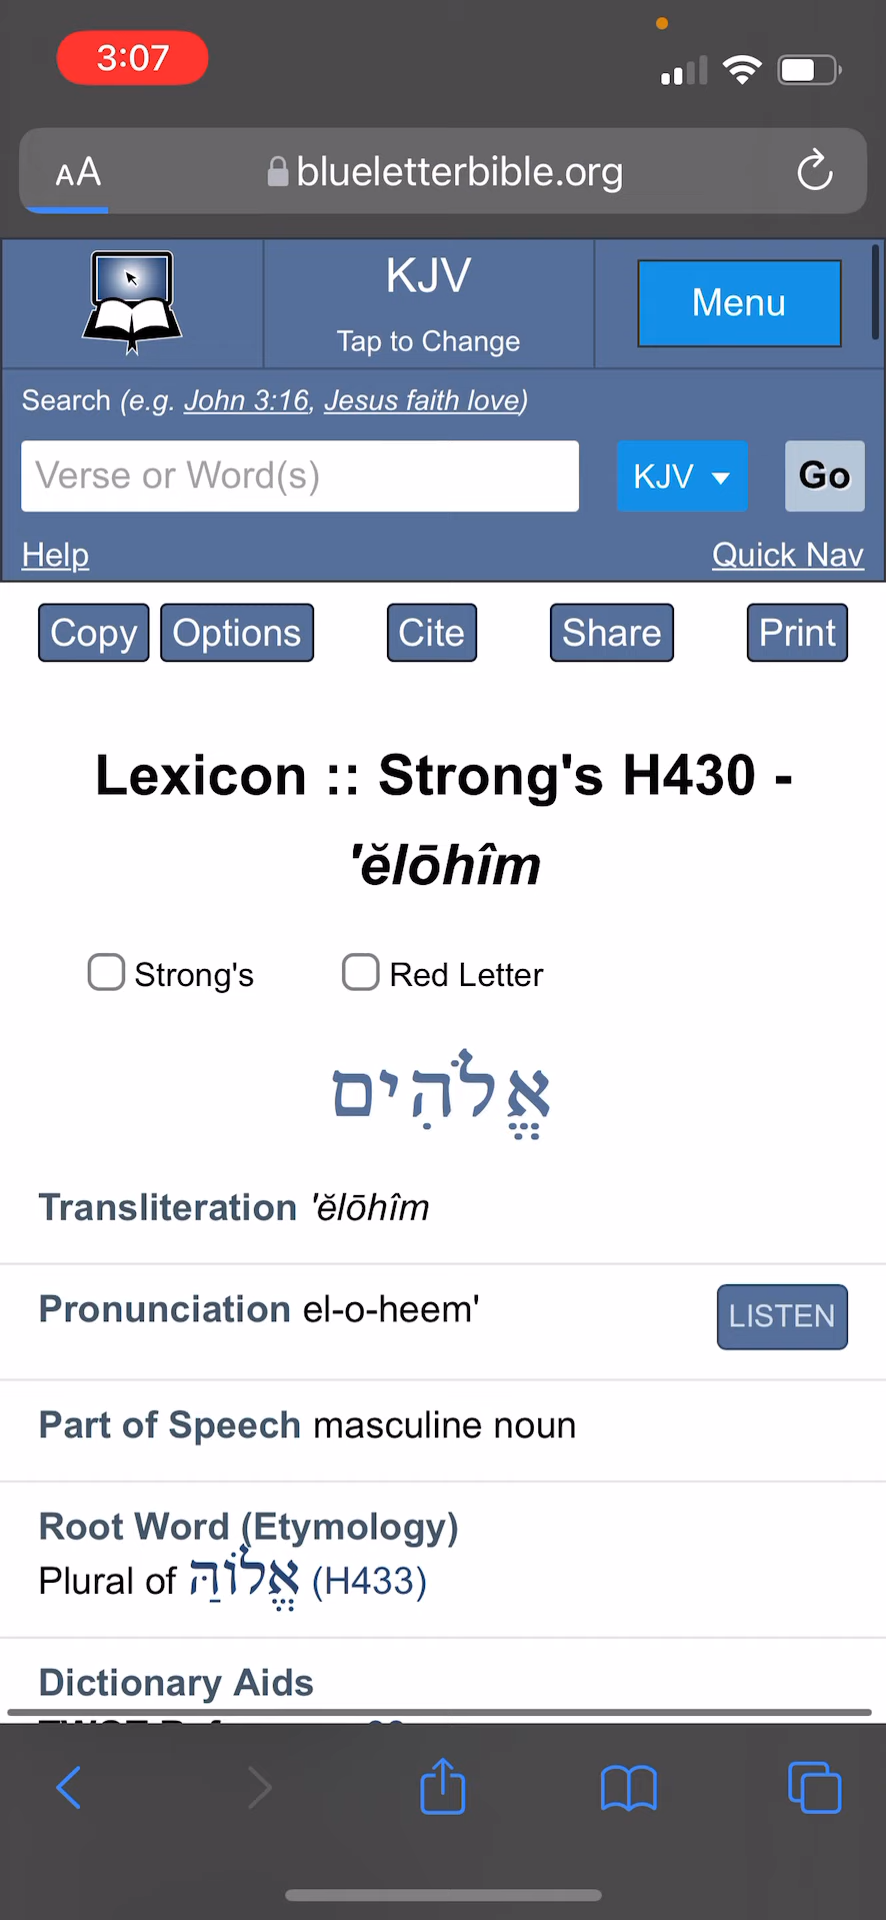 3:07
AA blueletterbible.org
KJV
Tap to Change
Menu
Search (e.g. John 3:16, Jesus faith love)
Verse or Word(s)
KJV
Go
Help
Quick Nav
Copy
Options
Cite
Share
Print
Lexicon :: Strong's H430 -
'ĕlōhîm
Strong's
Red Letter
אֱלֹהִים
Transliteration 'ĕlōhîm
Pronunciation el-o-heem'
LISTEN
Part of Speech masculine noun
Root Word (Etymology)
Plural of אֱלוֹהַּ (H433)
Dictionary Aids